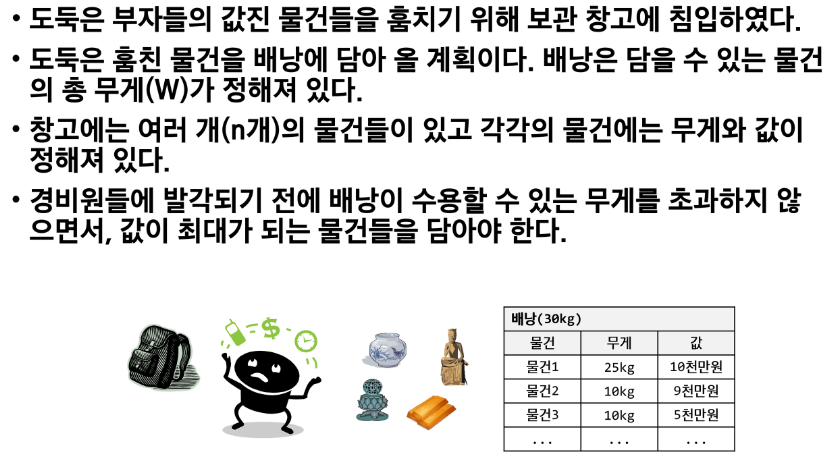 • 도둑은 부자들의 값진 물건들을 훔치기 위해 보관 창고에 침입하였다.
• 도둑은 훔친 물건을 배낭에 담아 올 계획이다. 배낭은 담을 수 있는 물건
의 총 무게(W)가 정해져 있다.
• 창고에는 여러 개(n개)의 물건들이 있고 각각의 물건에는 무게와 값이
정해져 있다.
• 경비원들에 발각되기 전에 배낭이 수용할 수 있는 무게를 초과하지 않
으면서, 값이 최대가 되는 물건들을 담아야 한다.
$
배낭(30kg)
물건 무게 값
물건1 25kg 10천만원
물건2 10kg 9천만원
물건3 10kg 5천만원
... ... ...